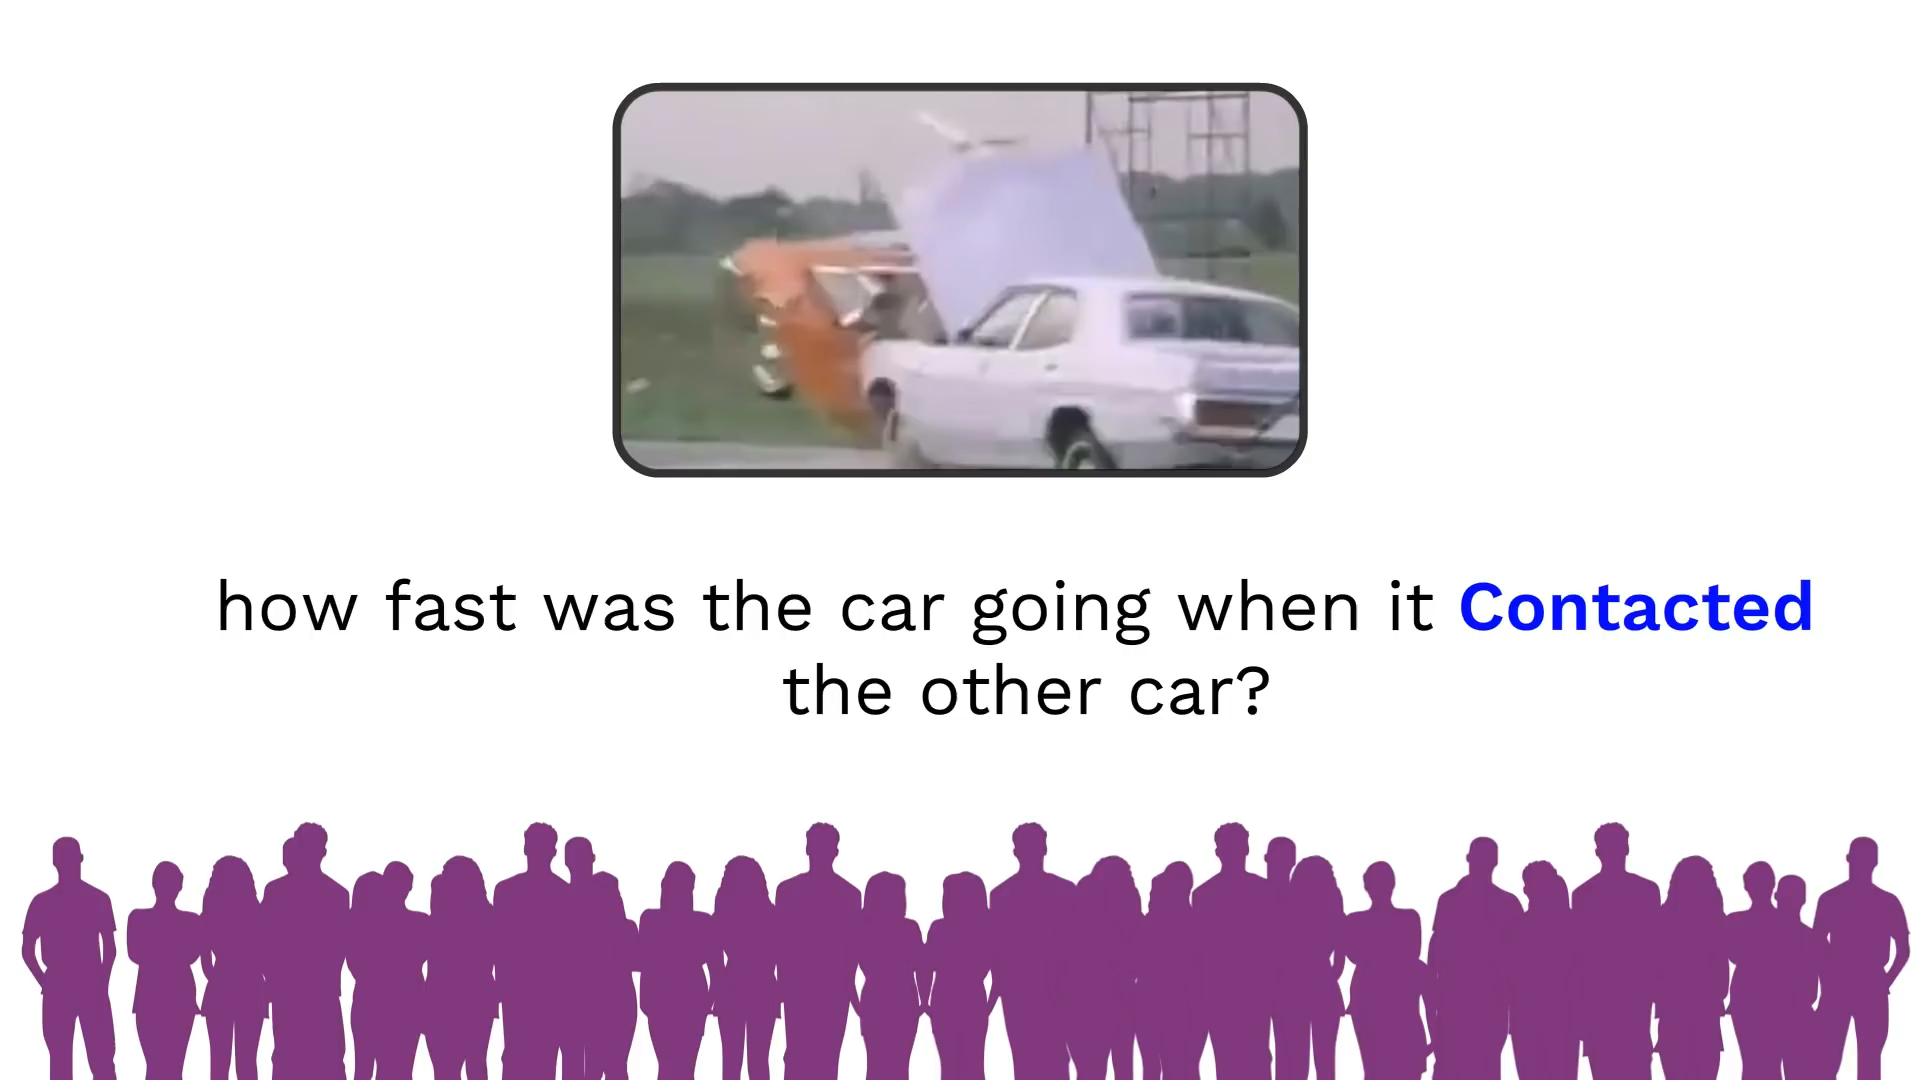 how fast was the car going when it Contacted
the other car?